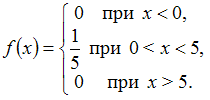 f(x) = { 0 при x < 0,
1/5 при 0 < x < 5,
0 при x > 5.